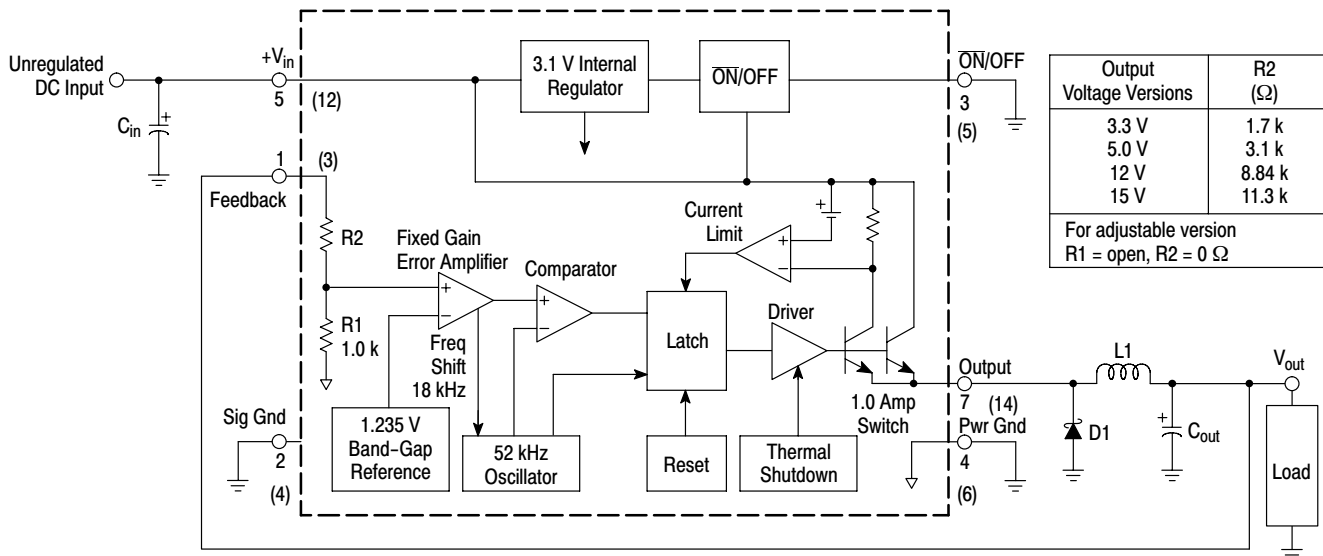 Unregulated
DC Input
Cin
+Vin
5
(12)
3.1 V Internal
Regulator
O̅N̅/OFF
O̅N̅/OFF
3
(5)
Output
Voltage Versions
R2
(Ω)
3.3 V
1.7 k
5.0 V
3.1 k
12 V
8.84 k
15 V
11.3 k
For adjustable version
R1 = open, R2 = 0 Ω
1
(3)
Feedback
R2
R1
1.0 k
Fixed Gain
Error Amplifier
+
−
Freq
Shift
18 kHz
Comparator
+
−
Current
Limit
+
−
+
Latch
Driver
1.0 Amp
Switch
Output
7
(14)
Pwr Gnd
4
(6)
Sig Gnd
2
(4)
1.235 V
Band−Gap
Reference
52 kHz
Oscillator
Reset
Thermal
Shutdown
D1
L1
+
Cout
Vout
Load
+